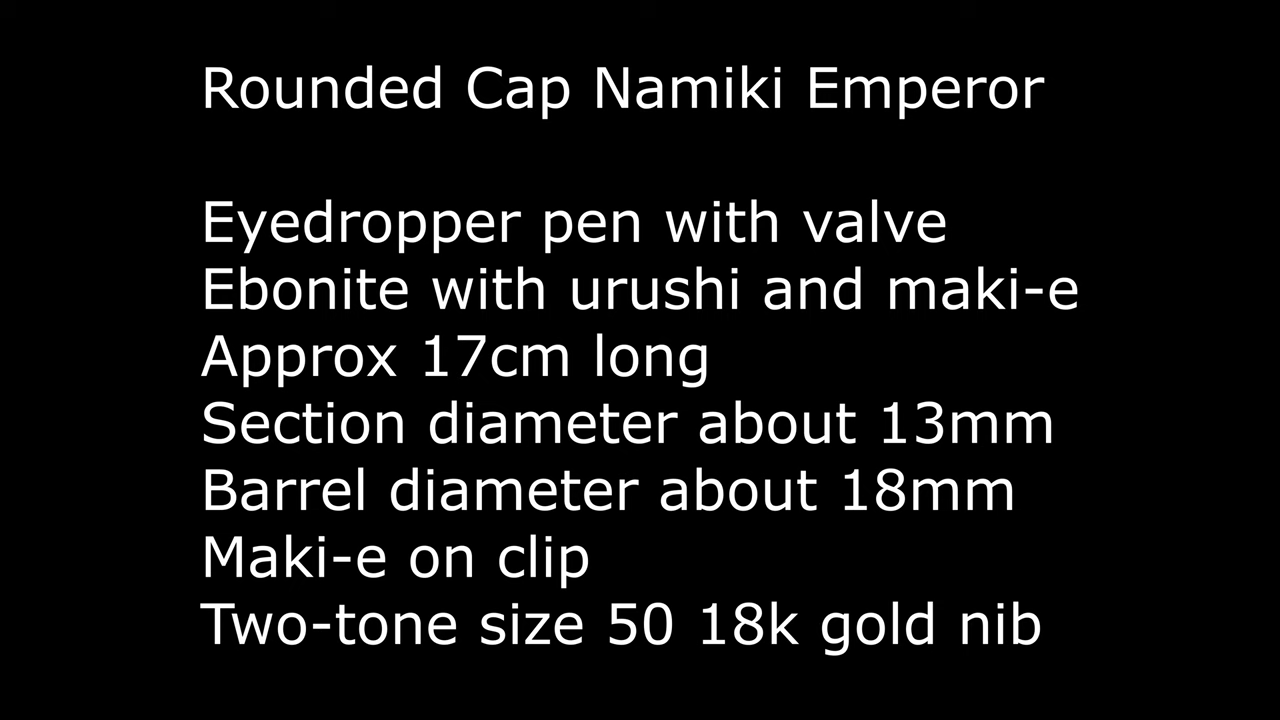 Rounded Cap Namiki Emperor
Eyedropper pen with valve
Ebonite with urushi and maki-e
Approx 17cm long
Section diameter about 13mm
Barrel diameter about 18mm
Maki-e on clip
Two-tone size 50 18k gold nib